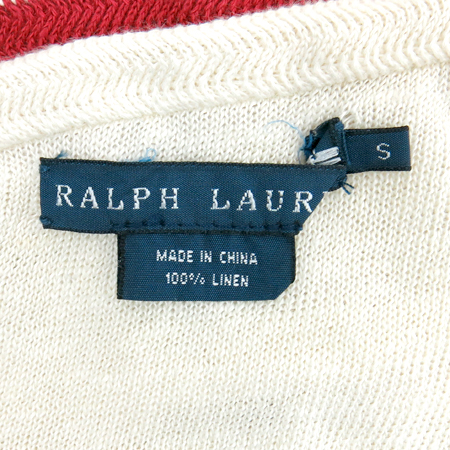 RALPH LAUR
S
MADE IN CHINA
100% LINEN